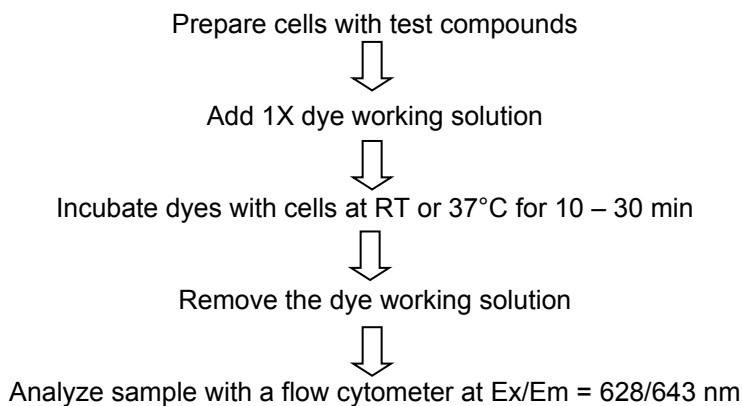 Prepare cells with test compounds
Add 1X dye working solution
Incubate dyes with cells at RT or 37°C for 10 – 30 min
Remove the dye working solution
Analyze sample with a flow cytometer at Ex/Em = 628/643 nm